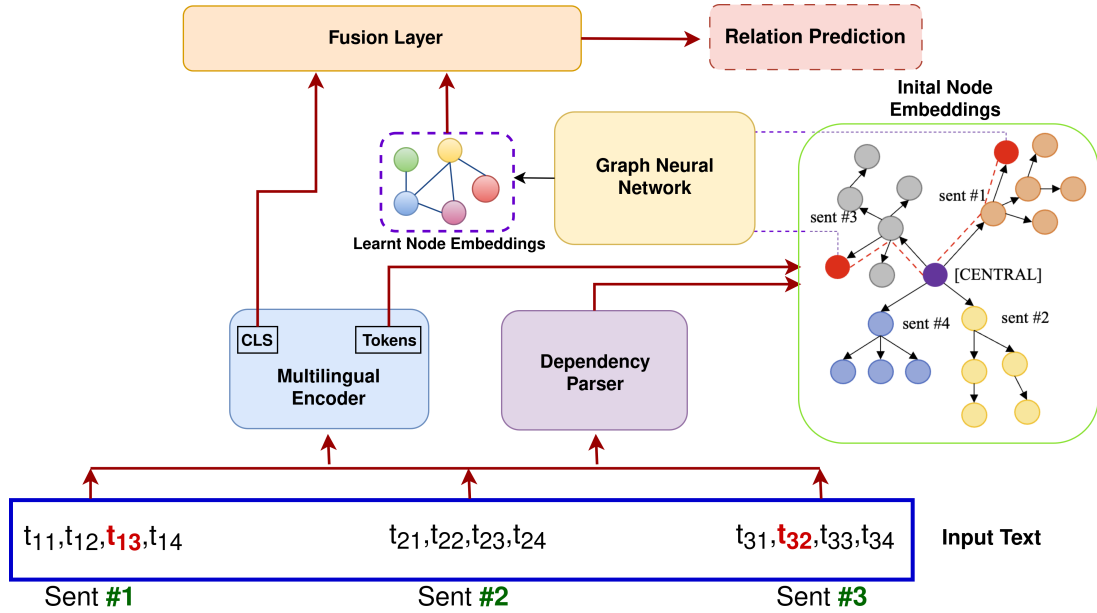 Fusion Layer
Relation Prediction
Inital Node
Embeddings
Graph Neural
Network
Learnt Node Embeddings
sent #1
sent #3
[CENTRAL]
sent #4
sent #2
CLS
Tokens
Multilingual
Encoder
Dependency
Parser
t11,t12,t13,t14
t21,t22,t23,t24
t31,t32,t33,t34
Input Text
Sent #1
Sent #2
Sent #3